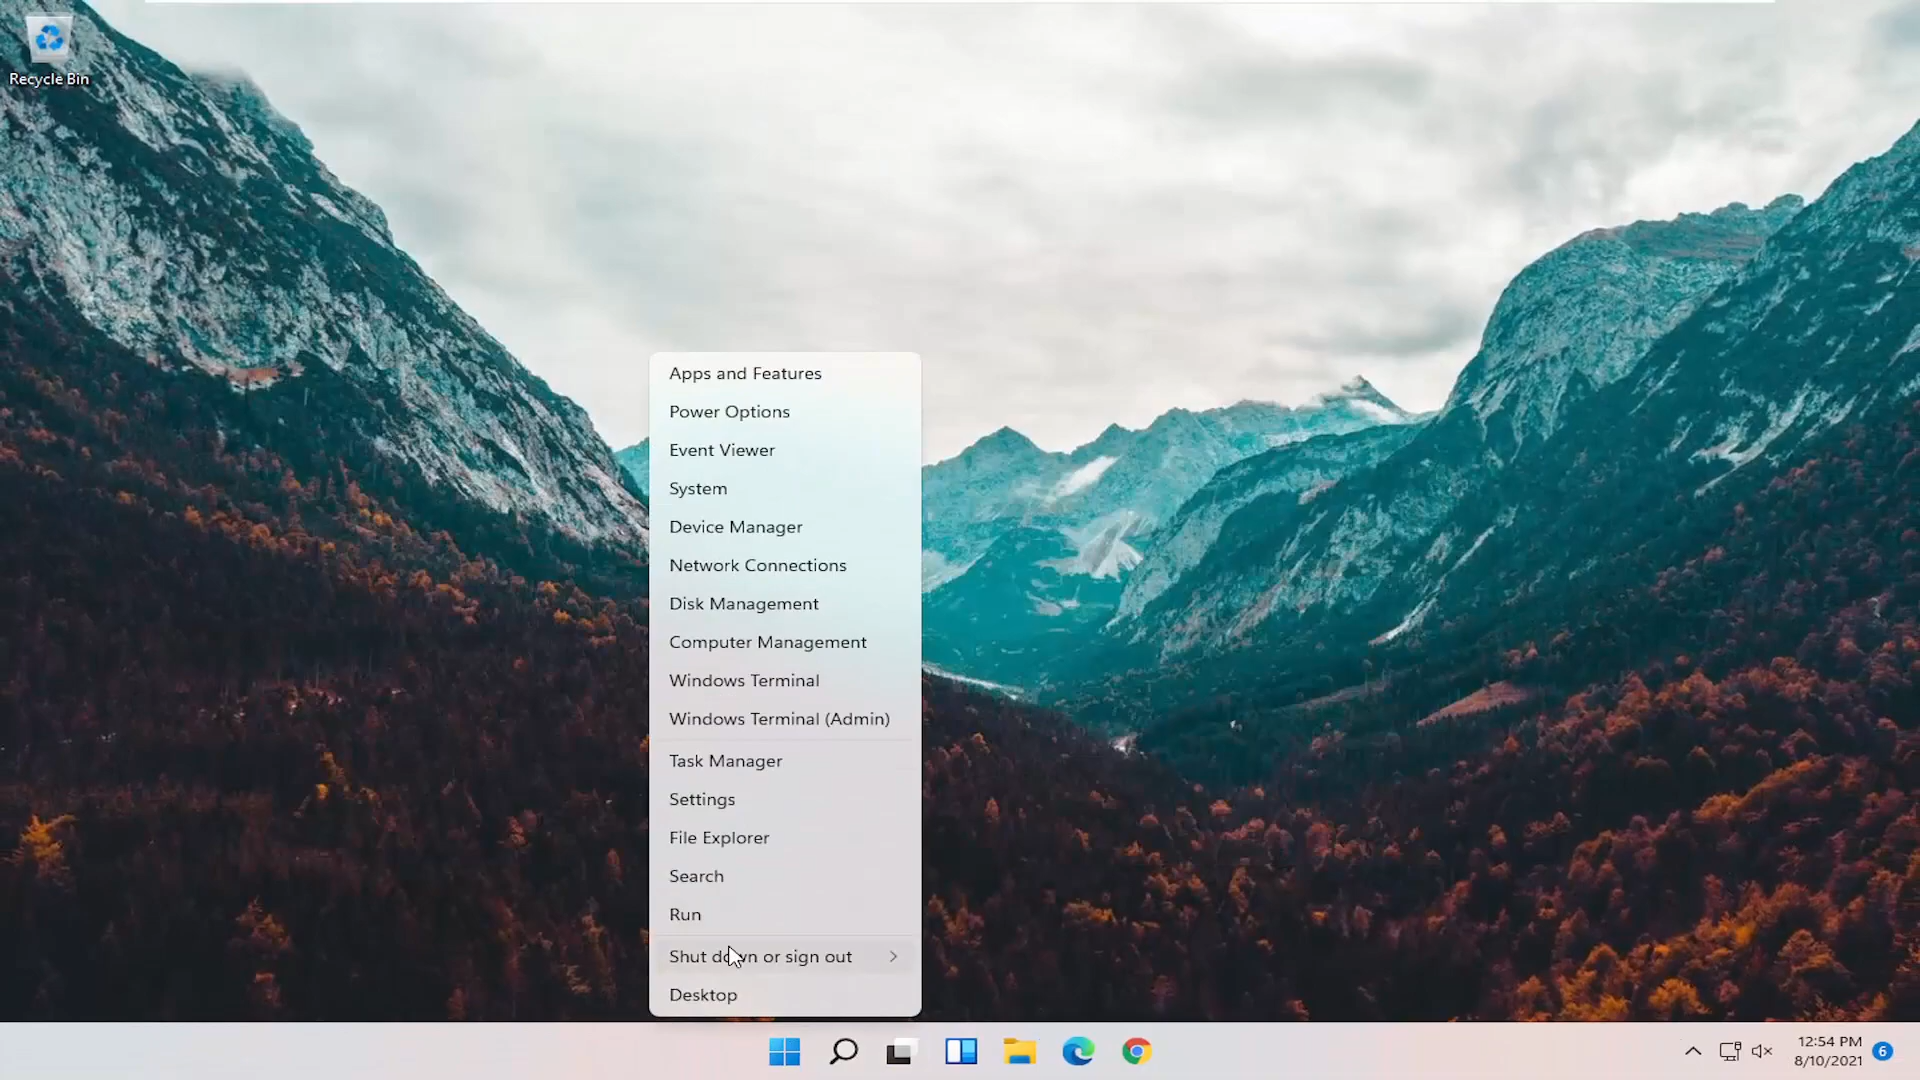 Recycle Bin
Apps and Features
Power Options
Event Viewer
System
Device Manager
Network Connections
Disk Management
Computer Management
Windows Terminal
Windows Terminal (Admin)
Task Manager
Settings
File Explorer
Search
Run
Shut down or sign out
Desktop
12:54 PM
8/10/2021
6